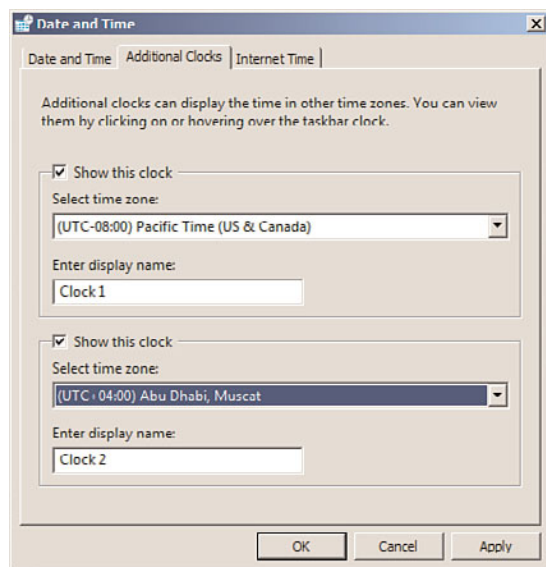 Date and Time
Date and Time
Additional Clocks
Internet Time
Additional clocks can display the time in other time zones. You can view
them by clicking on or hovering over the taskbar clock.
Show this clock
Select time zone:
(UTC-08:00) Pacific Time (US & Canada)
Enter display name:
Clock 1
Show this clock
Select time zone:
(UTC+04:00) Abu Dhabi, Muscat
Enter display name:
Clock 2
OK
Cancel
Apply